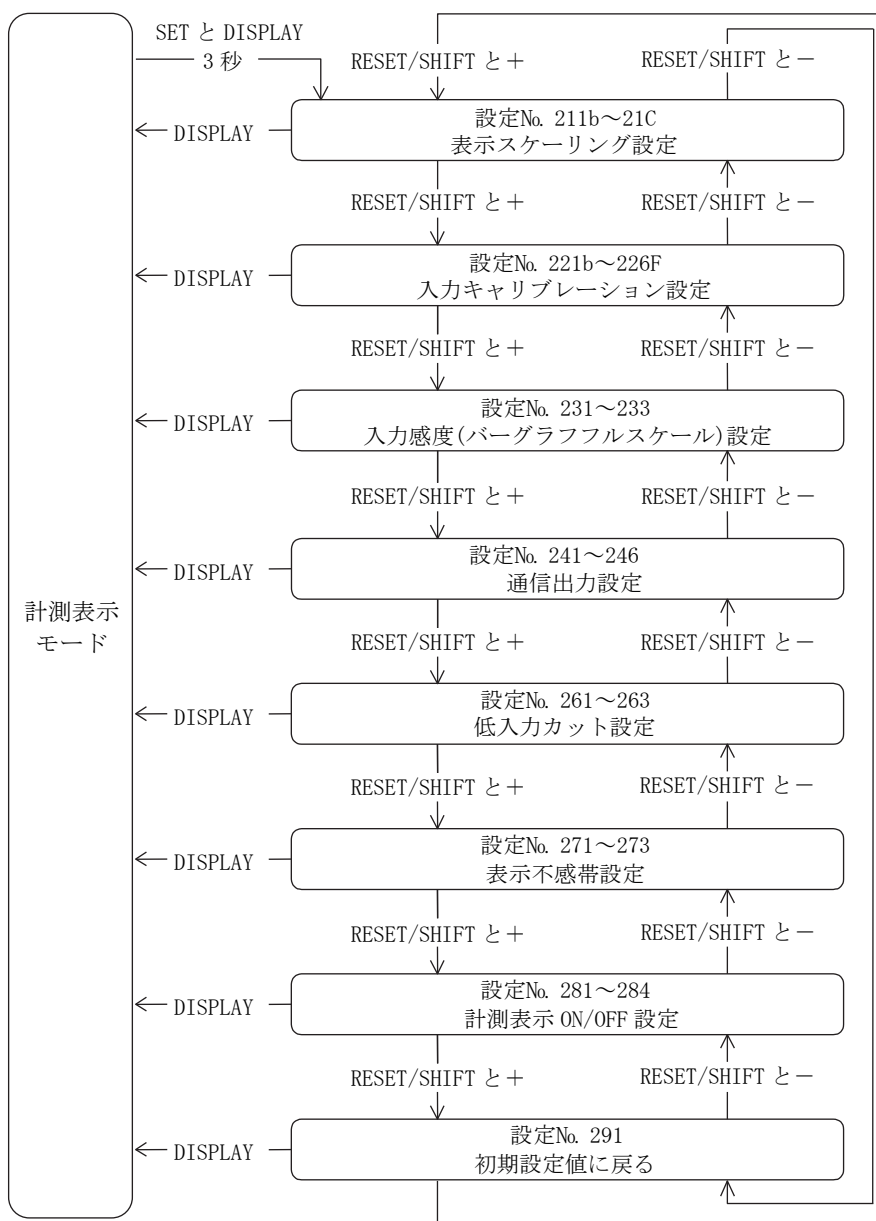 SET と DISPLAY
3 秒
RESET/SHIFT と＋
RESET/SHIFT と－
設定№ 211b～21C
表示スケーリング設定
DISPLAY
RESET/SHIFT と＋
RESET/SHIFT と－
設定№ 221b～226F
入力キャリブレーション設定
DISPLAY
RESET/SHIFT と＋
RESET/SHIFT と－
設定№ 231～233
入力感度(バーグラフフルスケール)設定
DISPLAY
RESET/SHIFT と＋
RESET/SHIFT と－
設定№ 241～246
通信出力設定
DISPLAY
計測表示
モード
RESET/SHIFT と＋
RESET/SHIFT と－
設定№ 261～263
低入力カット設定
DISPLAY
RESET/SHIFT と＋
RESET/SHIFT と－
設定№ 271～273
表示不感帯設定
DISPLAY
RESET/SHIFT と＋
RESET/SHIFT と－
設定№ 281～284
計測表示 ON/OFF 設定
DISPLAY
RESET/SHIFT と＋
RESET/SHIFT と－
設定№ 291
初期設定値に戻る
DISPLAY